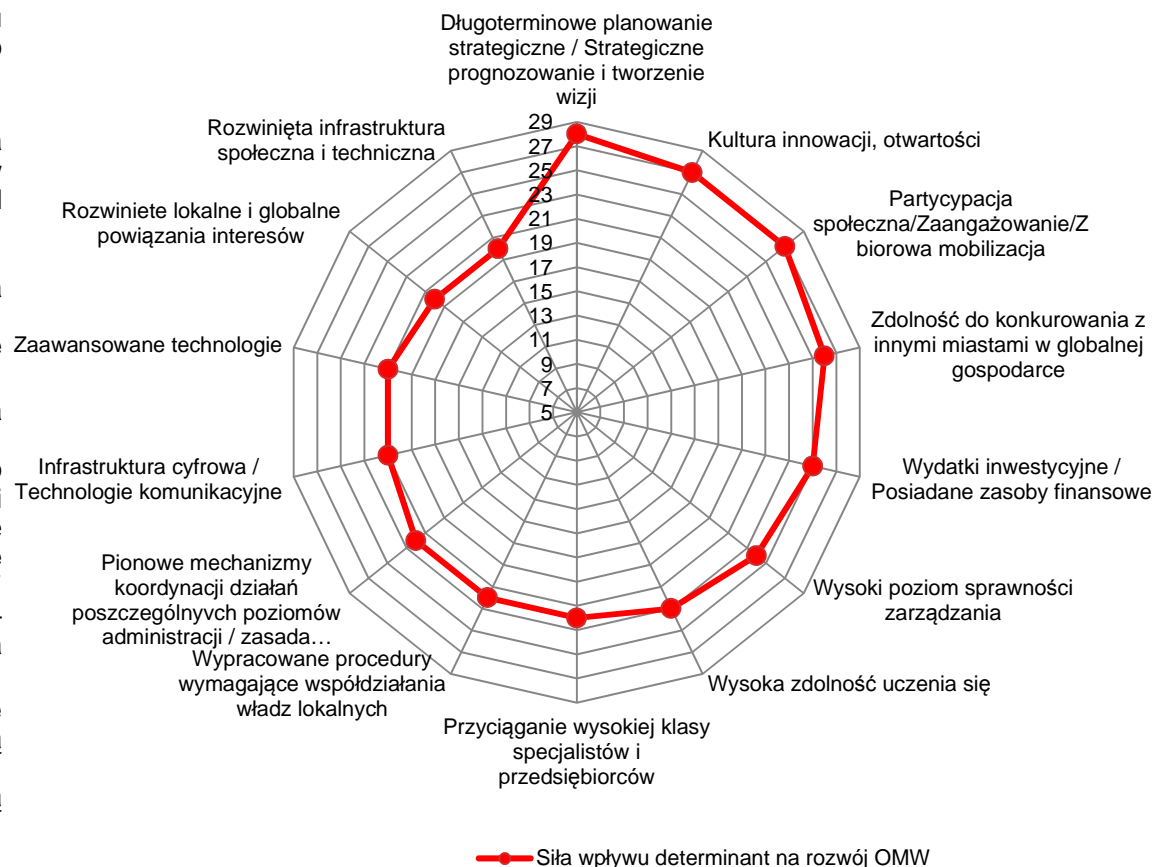 Długoterminowe planowanie
strategiczne / Strategiczne
prognozowanie i tworzenie
wizji
Kultura innowacji, otwartości
Partycypacja
społeczna/Zaangażowanie/Z
biorowa mobilizacja
Zdolność do konkurowania z
innymi miastami w globalnej
gospodarce
Wydatki inwestycyjne /
Posiadane zasoby finansowe
Wysoki poziom sprawności
zarządzania
Wysoka zdolność uczenia się
Przyciąganie wysokiej klasy
specjalistów i
przedsiębiorców
Wypracowane procedury
wymagające współdziałania
władz lokalnych
Pionowe mechanizmy
koordynacji działań
poszczególnyvch poziomów
administracji / zasada…
Infrastruktura cyfrowa /
Technologie komunikacyjne
Zaawansowane technologie
Rozwiniete lokalne i globalne
powiązania interesów
Rozwinięta infrastruktura
społeczna i techniczna
29
27
25
23
21
19
17
15
13
11
9
7
5
Siła wpływu determinant na rozwój OMW